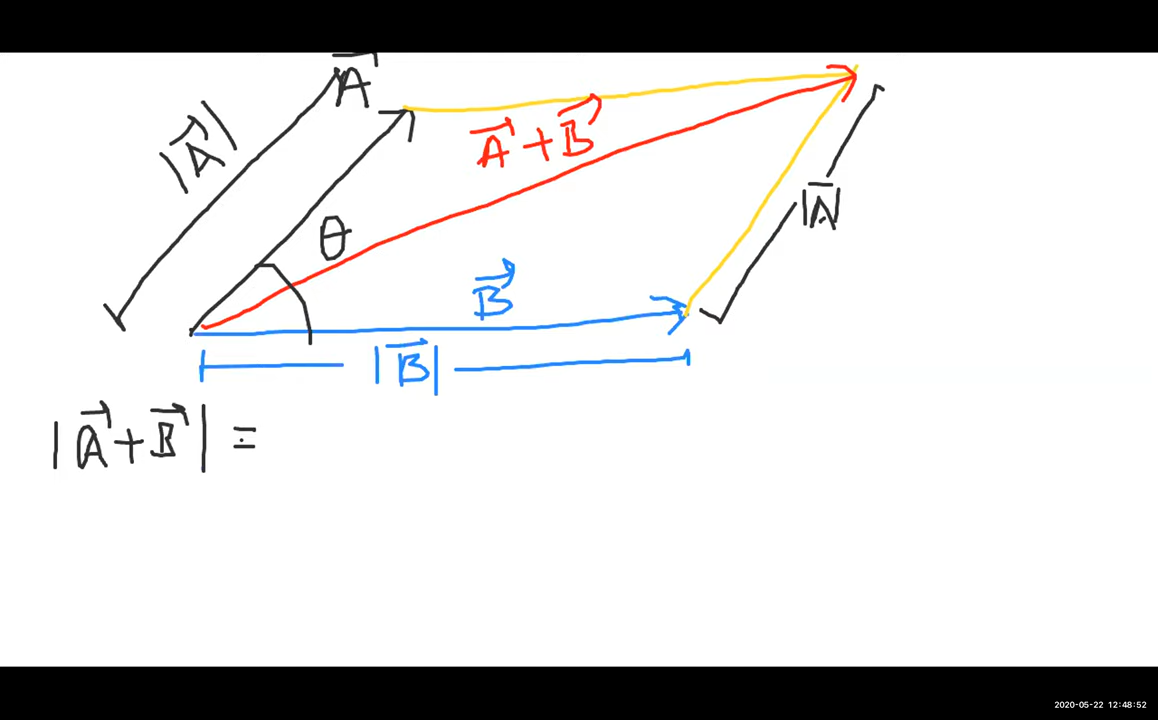 A⃗
|A⃗|
A⃗+B⃗
|A̅|
θ
B⃗
|B⃗|
|A⃗+B⃗| =
2020-05-22 12:48:52